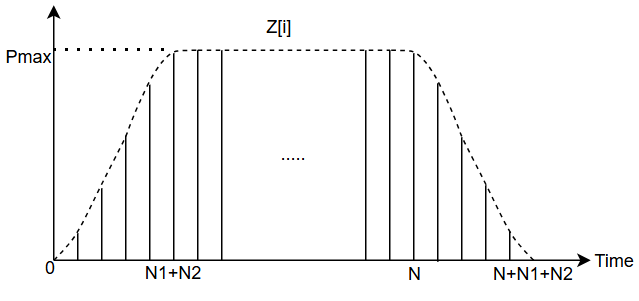 Z[i]
Pmax
.....
0
N1+N2
N
N+N1+N2
Time